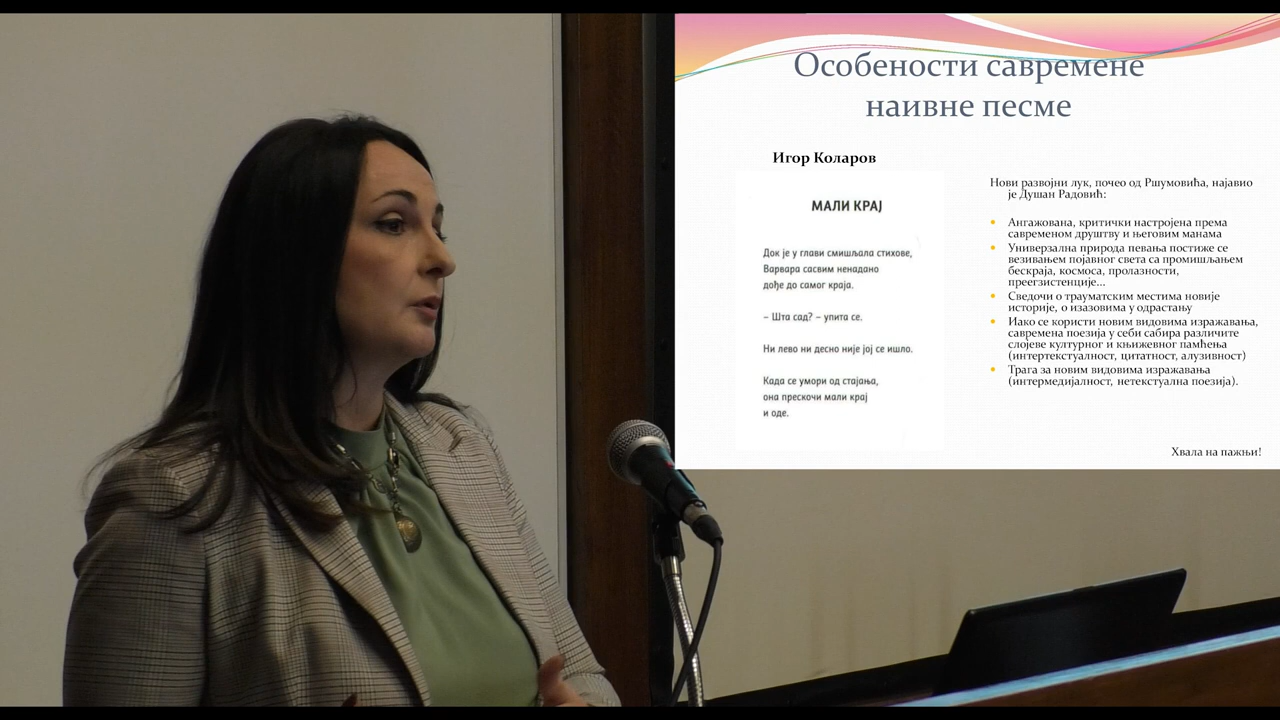 Особености савремене
наивне песме
Игор Коларов
МАЛИ КРАЈ
Док је у глави смишљала стихове,
Варвара сасвим ненадано
дође до самог краја.
– Шта сад? – упита се.
Ни лево ни десно није јој се ишло.
Када се умори од стајања,
она прескочи мали крај
и оде.
Нови развојни лук, почео од Ршумовића, најавио
је Душан Радовић:
• Ангажована, критички настројена према
савременом друштву и његовим манама
• Универзална природа певања постиже се
везивањем појавног света са промишљањем
бескраја, космоса, пролазности,
преегзистенције...
• Сведочи о трауматским местима новије
историје, о изазовима у одрастању
• Иако се користи новим видовима изражавања,
савремена поезија у себи сабира различите
слојеве културног и књижевног памћења
(интертекстуалност, цитатност, алузивност)
• Трага за новим видовима изражавања
(интермедијалност, нетекстуална поезија).
Хвала на пажњи!